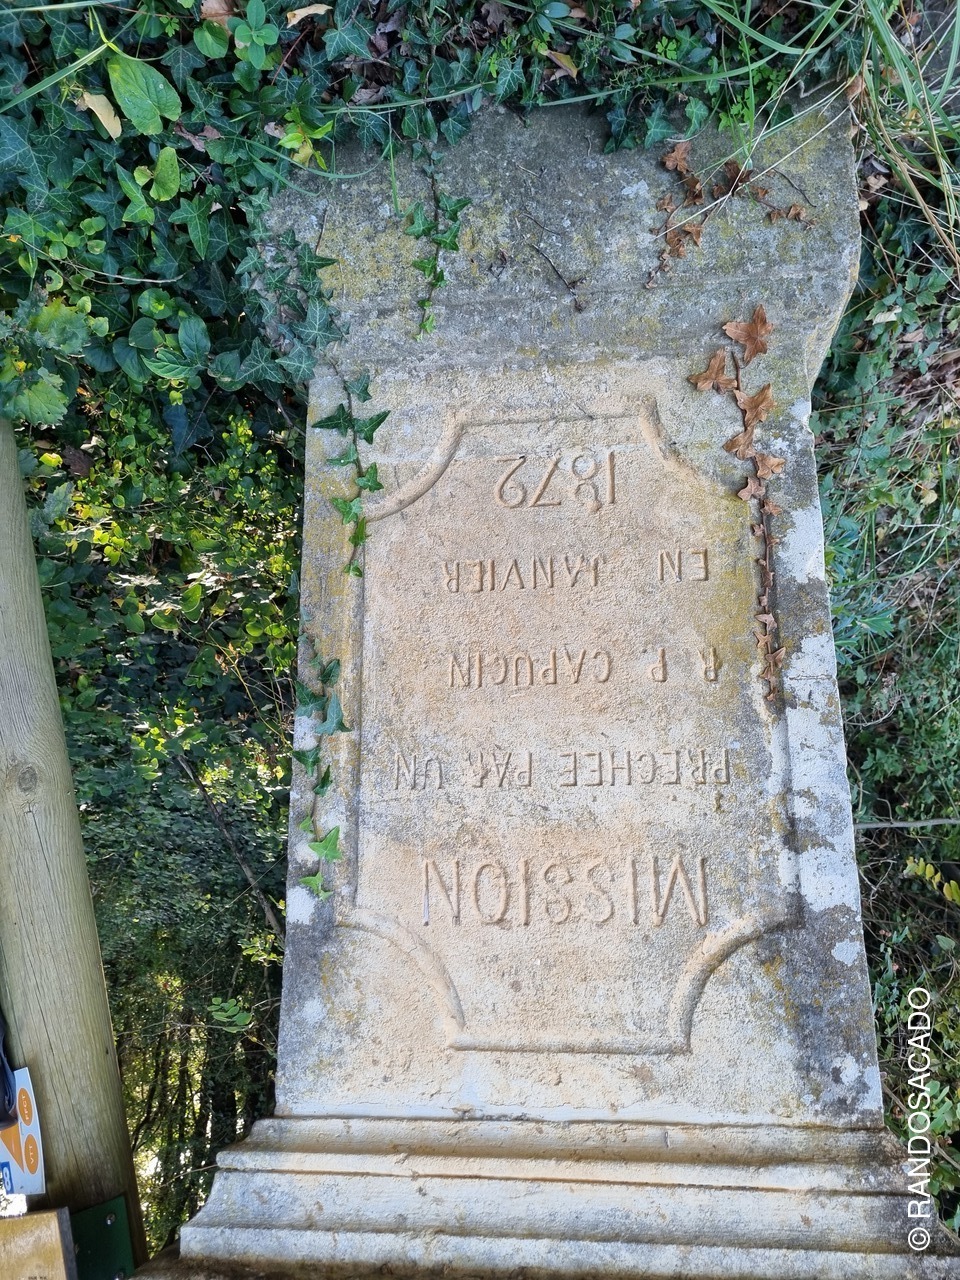 MISSION
PRECHEE PAR UN
R. P. CAPUCIN
EN JANVIER
1872
© RANDOSACADO